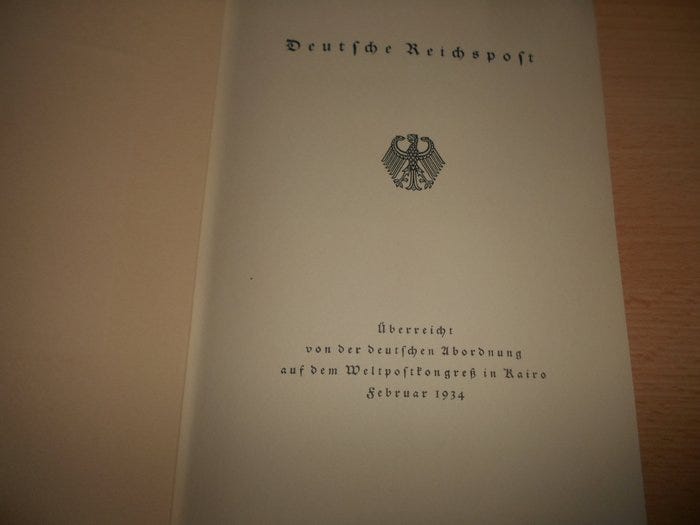 Deutſche Reichspoſt
Überreicht
von der deutſchen Abordnung
auf dem Weltpoſtkongreß in Kairo
Februar 1934